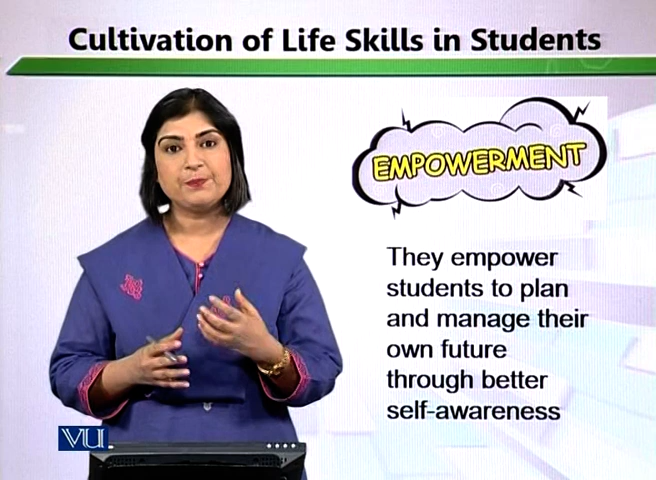 Cultivation of Life Skills in Students
EMPOWERMENT
They empower
students to plan
and manage their
own future
through better
self-awareness
VU